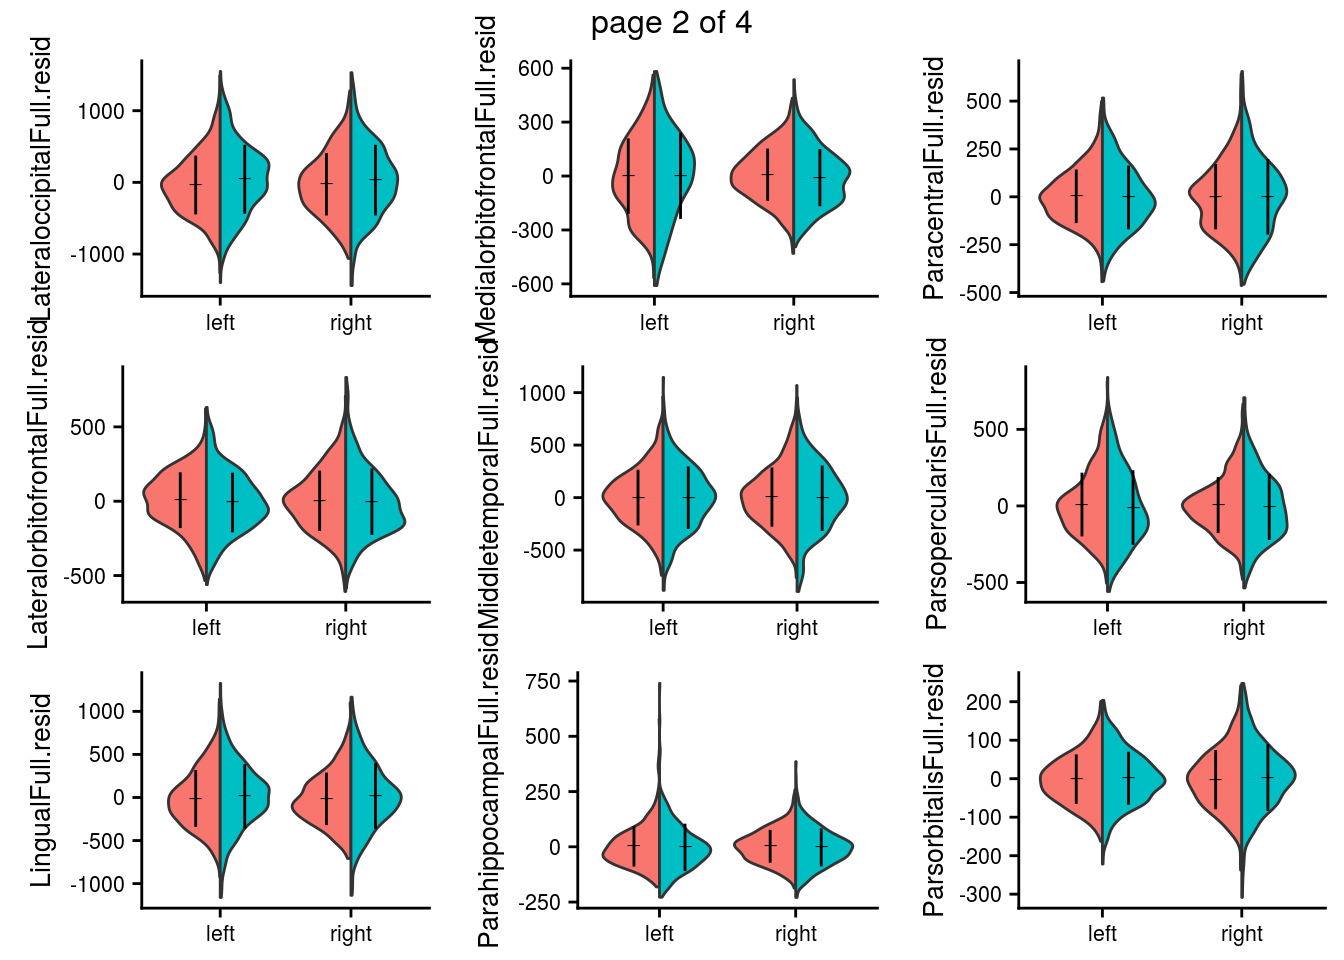 page 2 of 4
LateraloccipitalFull.resid
1000
0
-1000
left right
MedialorbitofrontalFull.resid
600
300
0
-300
-600
left right
ParacentralFull.resid
500
250
0
-250
-500
left right
LateralorbitofrontalFull.resid
500
0
-500
left right
MiddletemporalFull.resid
1000
500
0
-500
left right
ParsopercularisFull.resid
500
0
-500
left right
LingualFull.resid
1000
500
0
-500
-1000
left right
ParahippocampalFull.resid
750
500
250
0
-250
left right
ParsorbitalisFull.resid
200
100
0
-100
-200
-300
left right